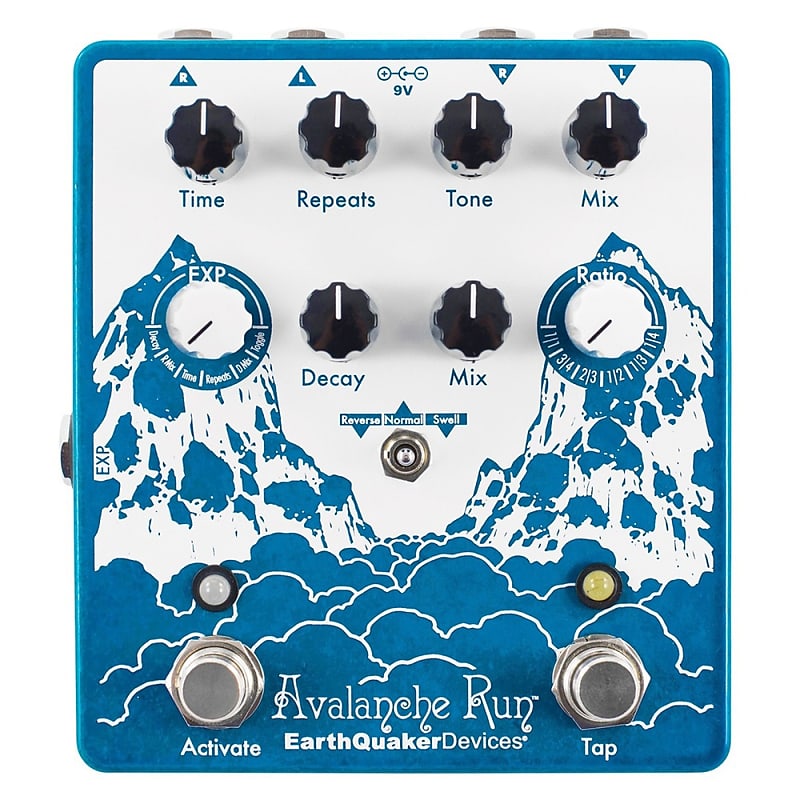 R L R L
9V
Time Repeats Tone Mix
EXP Ratio
Decay R.Mix Time Repeats D.Mix Toggle
1/1 3/4 2/3 1/2 1/3 1/4
Decay Mix
Reverse Normal Swell
EXP
Avalanche Run™
EarthQuakerDevices®
Activate Tap